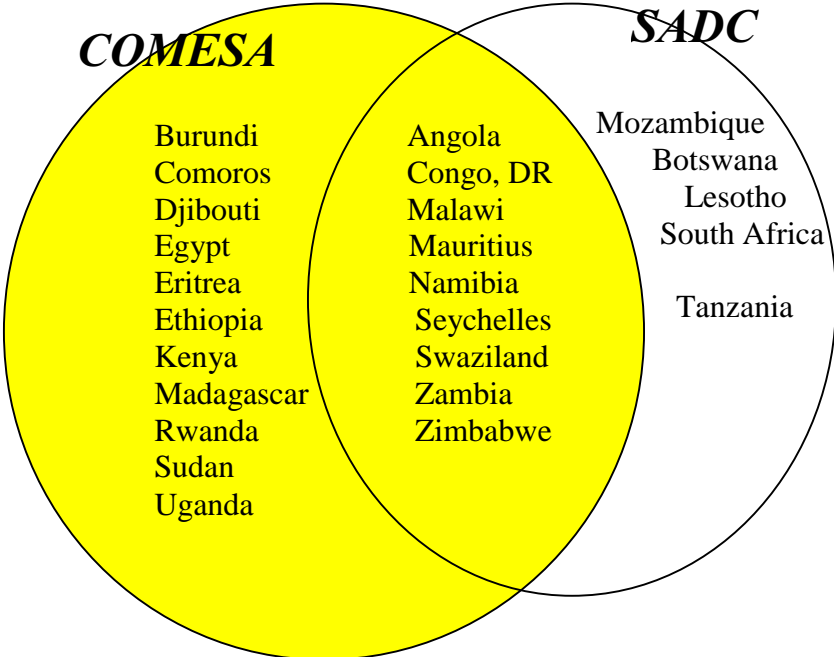 COMESA
SADC
Burundi
Comoros
Djibouti
Egypt
Eritrea
Ethiopia
Kenya
Madagascar
Rwanda
Sudan
Uganda
Angola
Congo, DR
Malawi
Mauritius
Namibia
Seychelles
Swaziland
Zambia
Zimbabwe
Mozambique
Botswana
Lesotho
South Africa
Tanzania